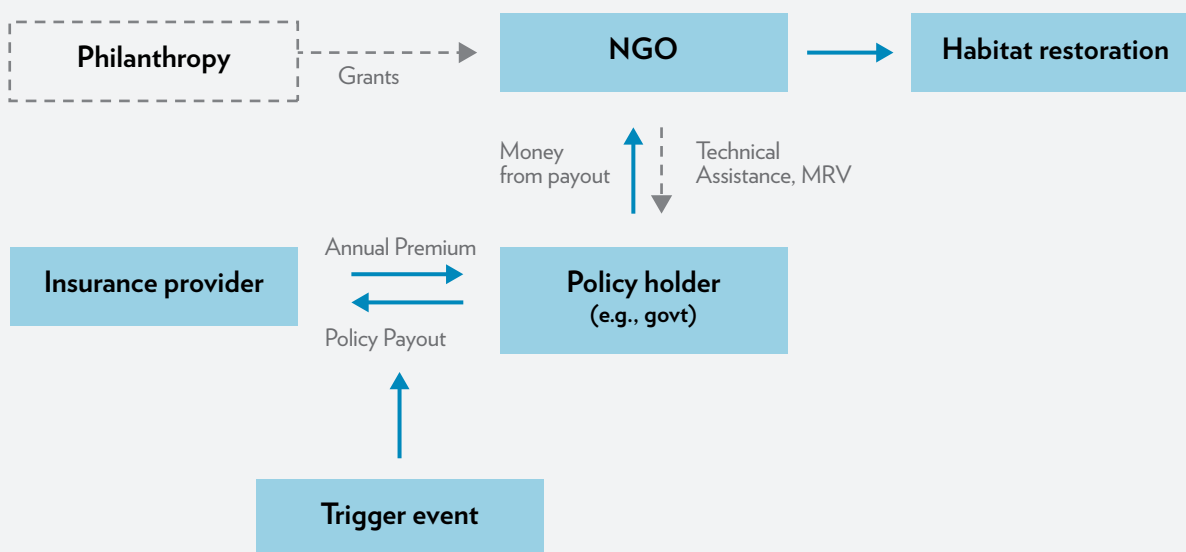 Philanthropy
Grants
NGO
Habitat restoration
Money
from payout
Technical
Assistance, MRV
Insurance provider
Annual Premium
Policy Payout
Policy holder
(e.g., govt)
Trigger event